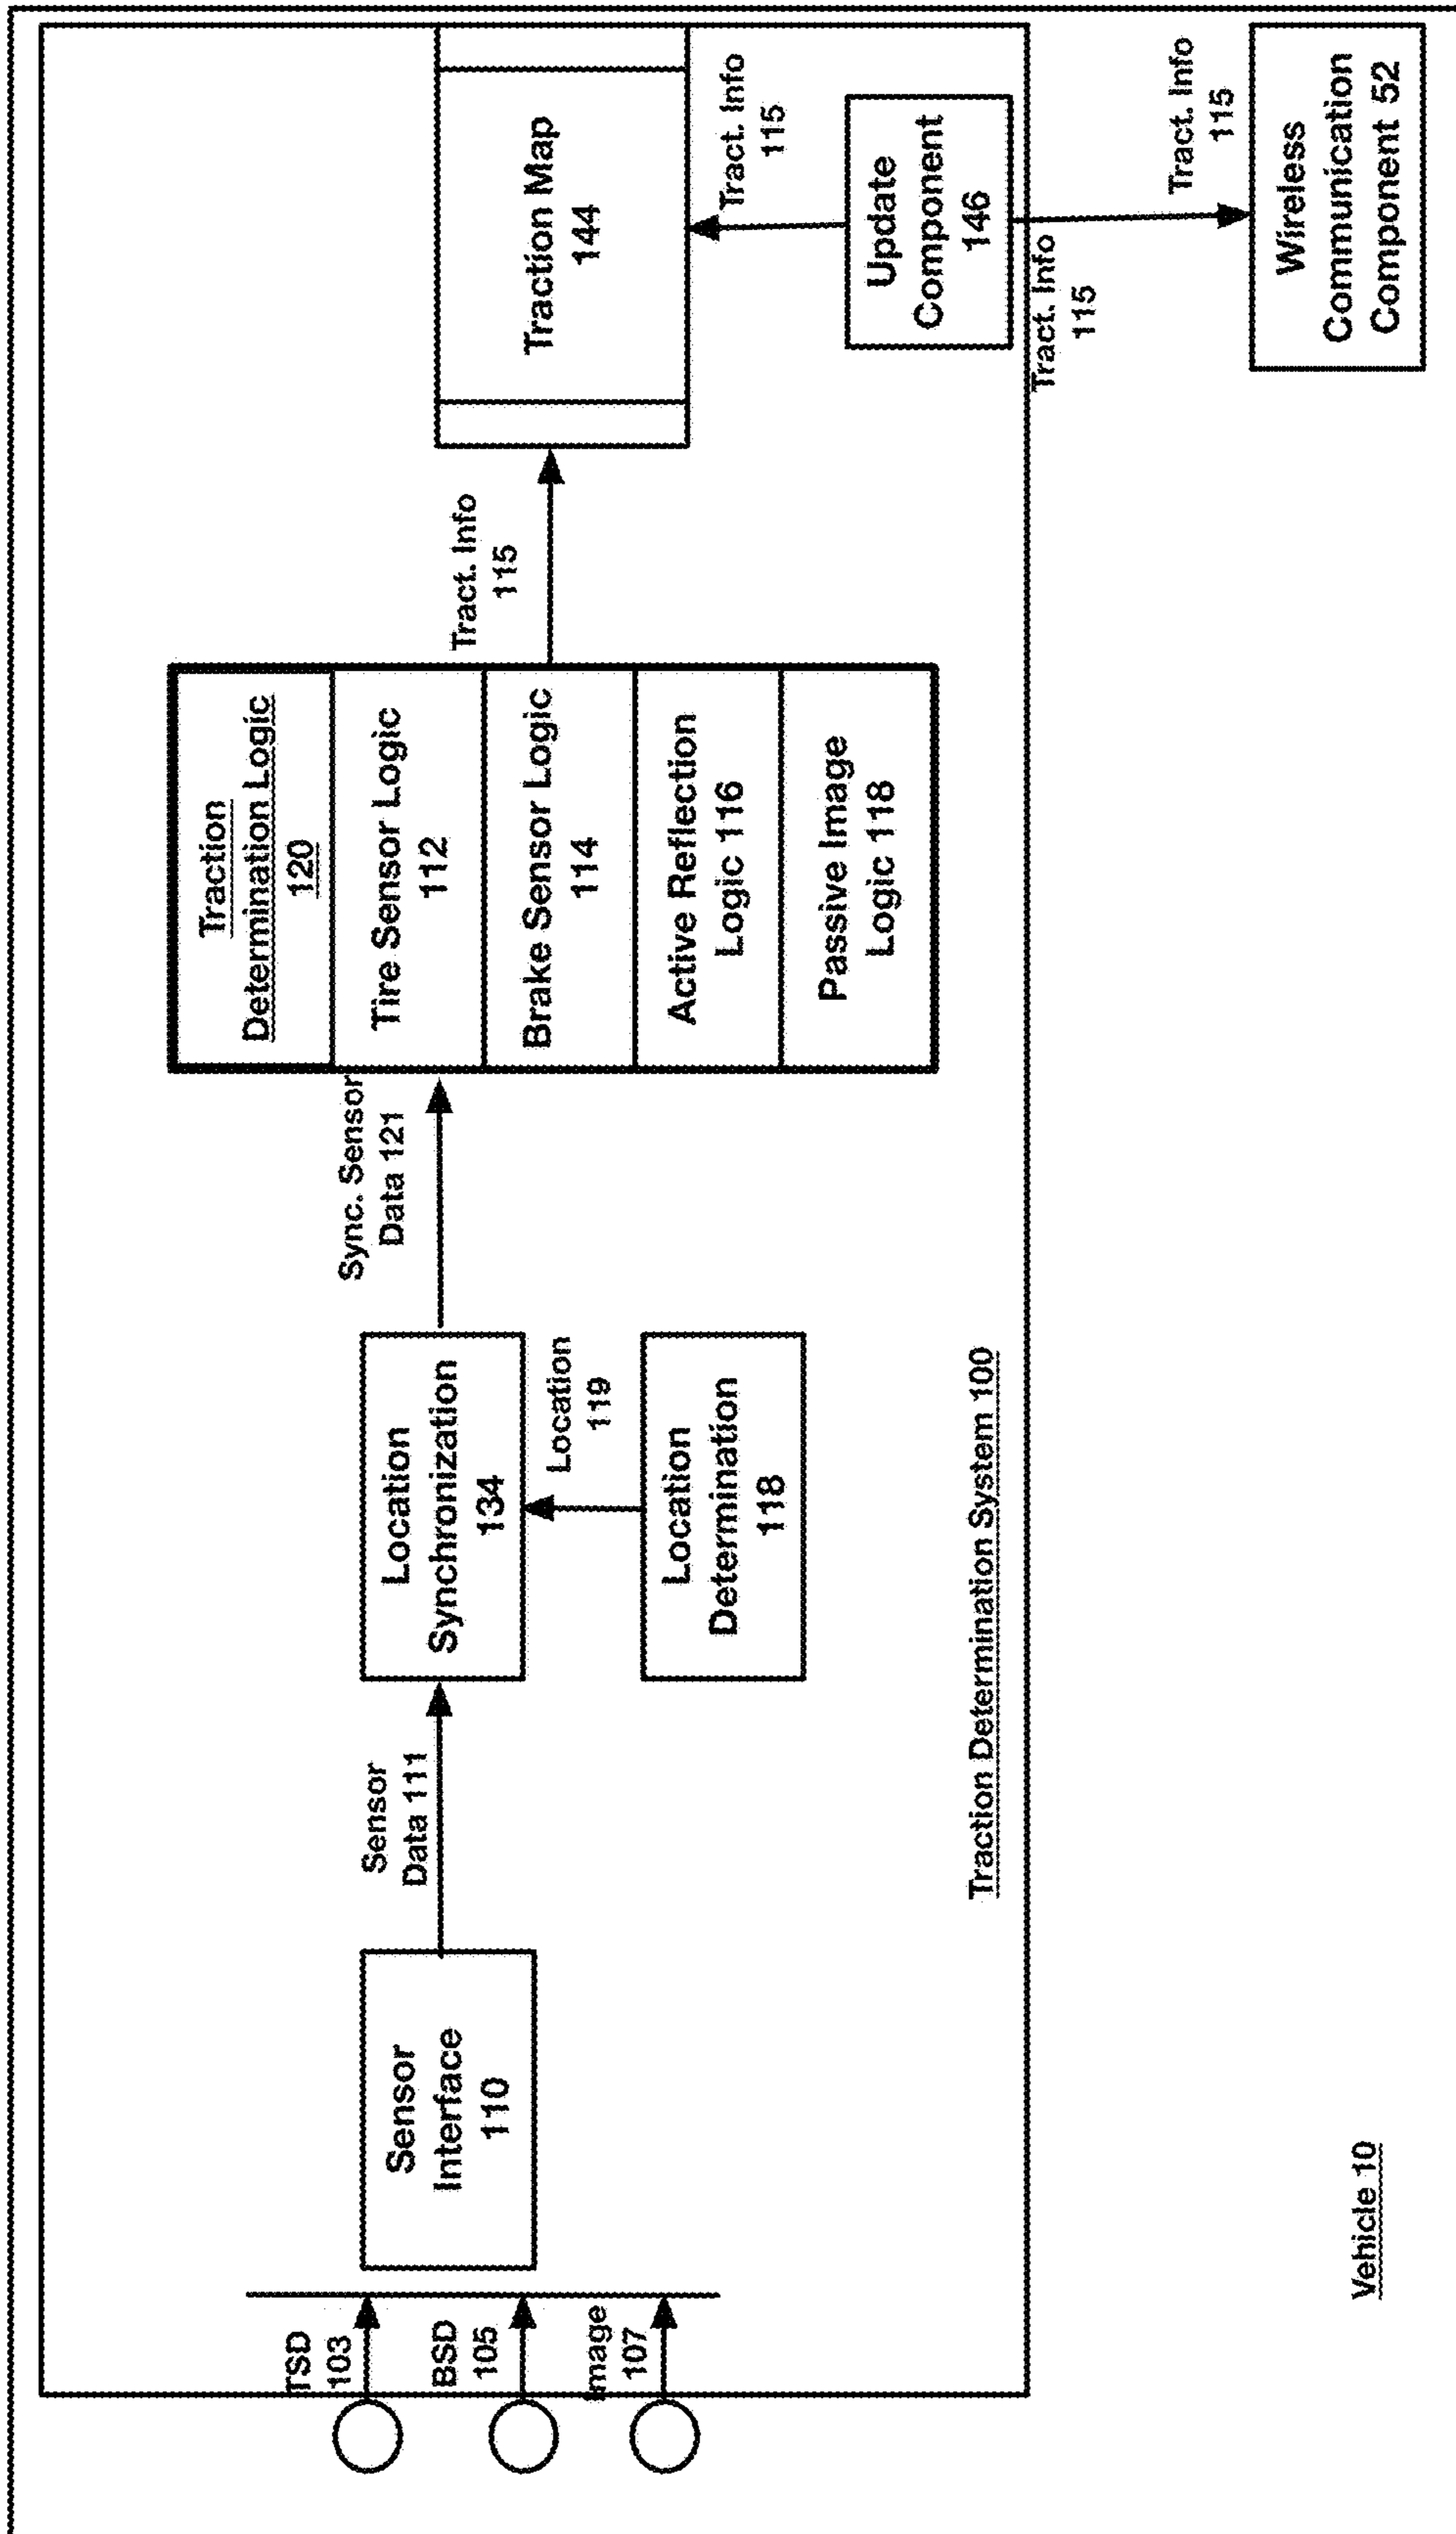 TSD
103
BSD
105
Image
107
Sensor
Interface
110
Sensor
Data 111
Location
Synchronization
134
Location
119
Location
Determination
118
Sync. Sensor
Data 121
Traction
Determination Logic
120
Tire Sensor Logic
112
Brake Sensor Logic
114
Active Reflection
Logic 116
Passive Image
Logic 118
Tract. Info
115
Traction Map
144
Tract. Info
115
Update
Component
146
Tract. Info
115
Tract. Info
115
Wireless
Communication
Component 52
Traction Determination System 100
Vehicle 10